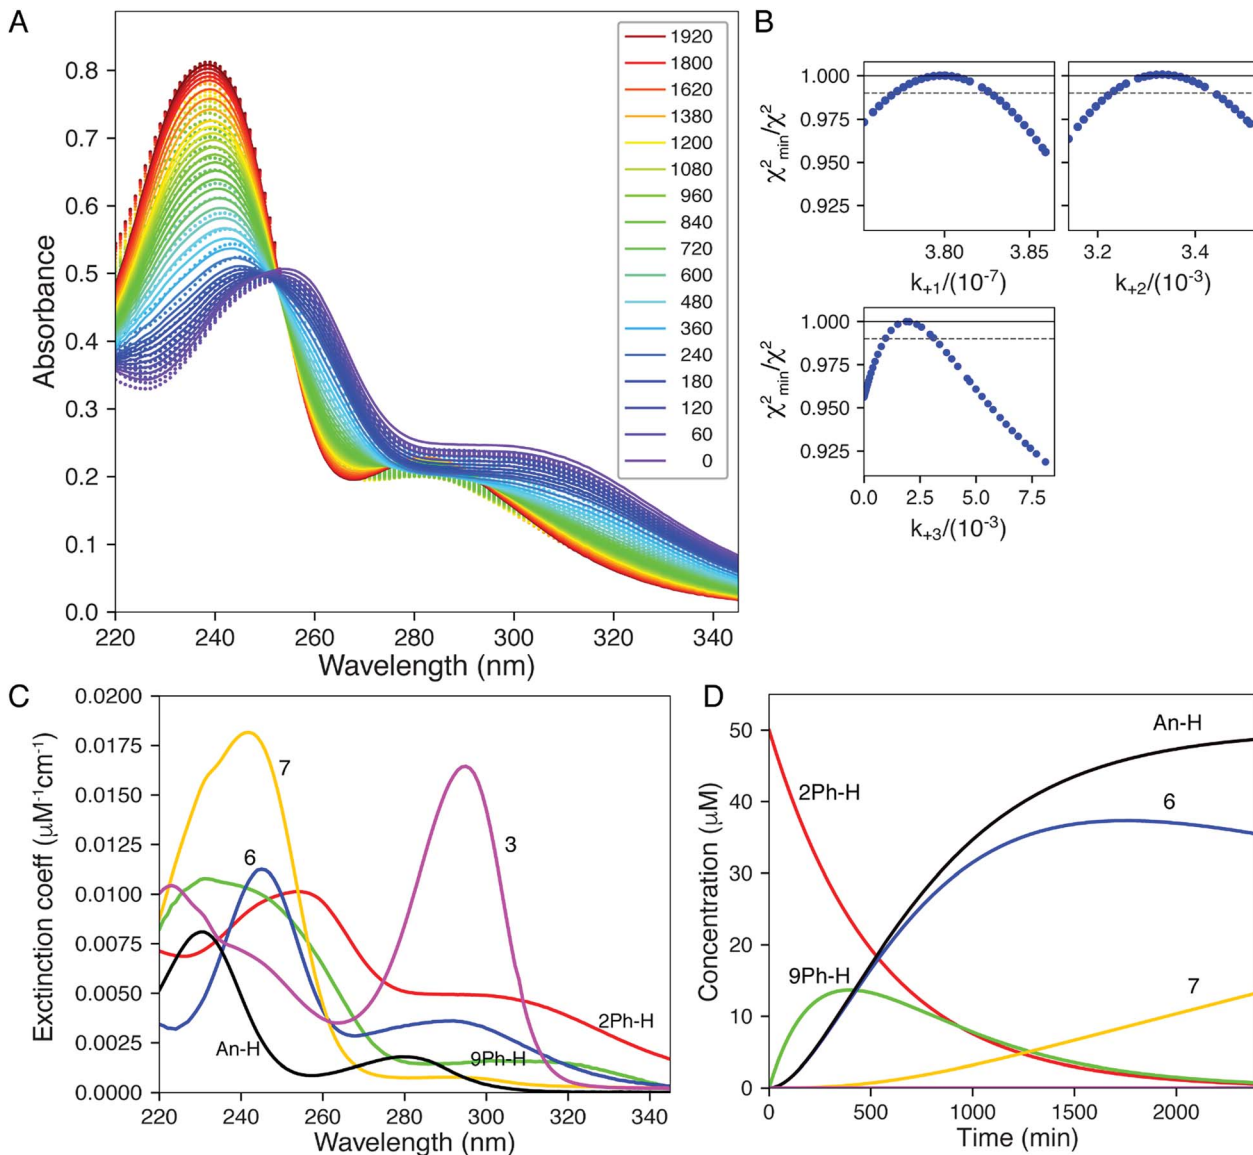 A
Absorbance
0.8
0.7
0.6
0.5
0.4
0.3
0.2
0.1
0.0
220 240 260 280 300 320 340
Wavelength (nm)
1920
1800
1620
1380
1200
1080
960
840
720
600
480
360
240
180
120
60
0
B
χ²min/χ²
1.000
0.975
0.950
0.925
3.80 3.85
k+1/(10-7)
3.2 3.4
k+2/(10-3)
χ²min/χ²
1.000
0.975
0.950
0.925
0.0 2.5 5.0 7.5
k+3/(10-3)
C
Exctinction coeff (μM-1cm-1)
0.0200
0.0175
0.0150
0.0125
0.0100
0.0075
0.0050
0.0025
0.0000
7
6
3
2Ph-H
An-H
9Ph-H
220 240 260 280 300 320 340
Wavelength (nm)
D
Concentration (μM)
50
40
30
20
10
0
An-H
2Ph-H
6
9Ph-H
7
0 500 1000 1500 2000
Time (min)